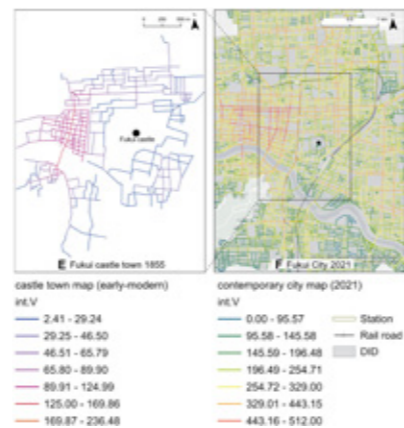 Fukui castle
E Fukui castle town 1855
F Fukui City 2021
castle town map (early-modern)
int.V
2.41 - 29.24
29.25 - 46.50
46.51 - 65.79
65.80 - 89.90
89.91 - 124.99
125.00 - 169.86
169.87 - 236.48
contemporary city map (2021)
int.V
0.00 - 95.57
95.58 - 145.58
145.59 - 196.48
196.49 - 254.71
254.72 - 329.00
329.01 - 443.15
443.16 - 512.00
Station
Rail road
DID